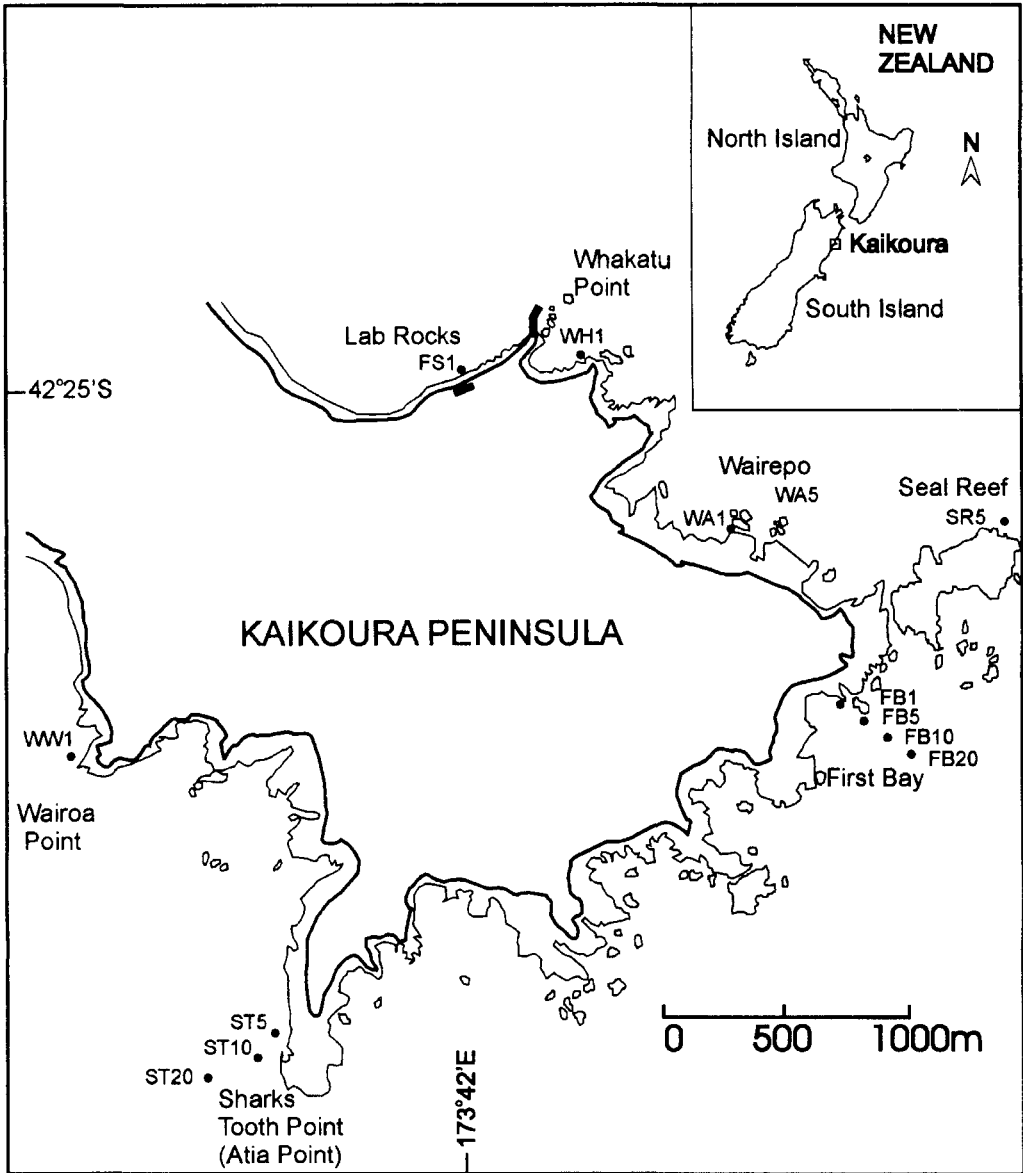 NEW
ZEALAND
North Island
N
Kaikoura
South Island
Whakatu
Point
Lab Rocks
WH1
FS1
42°25'S
Wairepo
WA5
WA1
Seal Reef
SR5
KAIKOURA PENINSULA
FB1
FB5
FB10
FB20
First Bay
WW1
Wairoa
Point
ST5
ST10
ST20
Sharks
Tooth Point
(Atia Point)
173°42'E
0 500 1000m